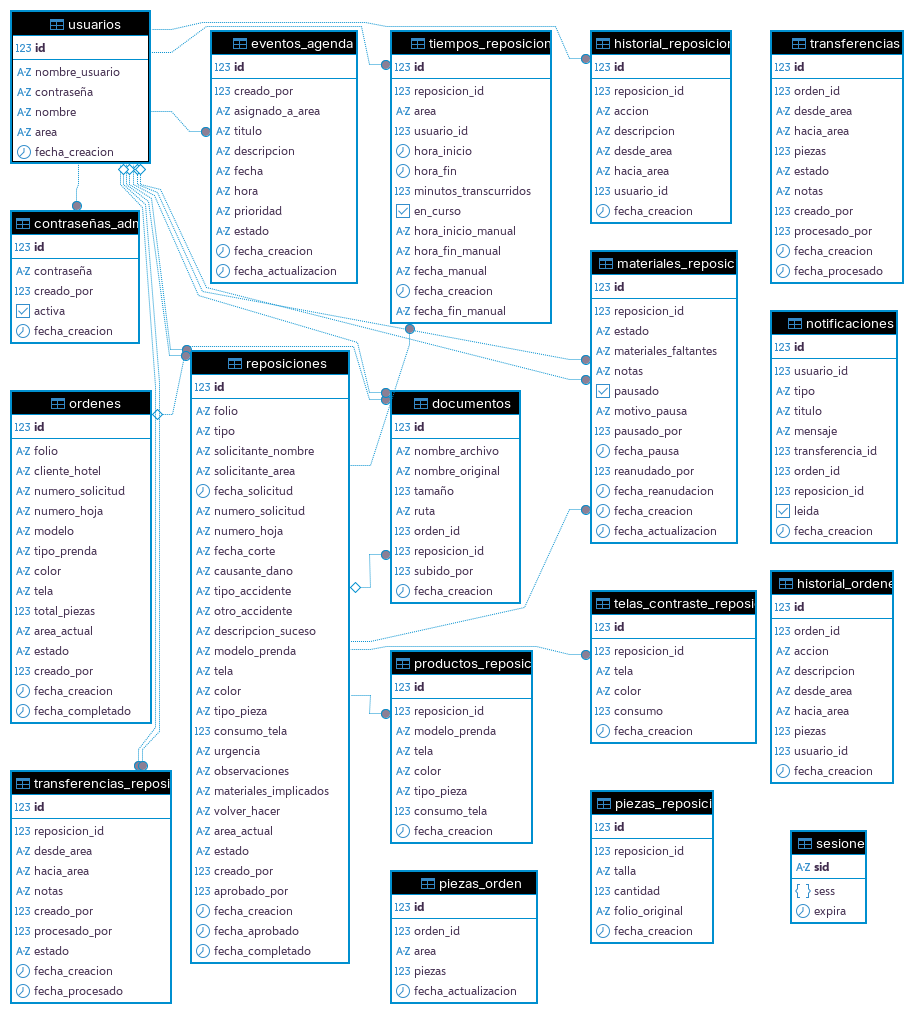 usuarios
123 id
A-Z nombre_usuario
A-Z contraseña
A-Z nombre
A-Z area
fecha_creacion
contraseñas_adm
123 id
A-Z contraseña
123 creado_por
activa
fecha_creacion
ordenes
123 id
A-Z folio
A-Z cliente_hotel
A-Z numero_solicitud
A-Z numero_hoja
A-Z modelo
A-Z tipo_prenda
A-Z color
A-Z tela
123 total_piezas
A-Z area_actual
A-Z estado
123 creado_por
fecha_creacion
fecha_completado
transferencias_reposi
123 id
123 reposicion_id
A-Z desde_area
A-Z hacia_area
A-Z notas
123 creado_por
123 procesado_por
A-Z estado
fecha_creacion
fecha_procesado
eventos_agenda
123 id
123 creado_por
A-Z asignado_a_area
A-Z titulo
A-Z descripcion
A-Z fecha
A-Z hora
A-Z prioridad
A-Z estado
fecha_creacion
fecha_actualizacion
reposiciones
123 id
A-Z folio
A-Z tipo
A-Z solicitante_nombre
A-Z solicitante_area
fecha_solicitud
A-Z numero_solicitud
A-Z numero_hoja
A-Z fecha_corte
A-Z causante_dano
A-Z tipo_accidente
A-Z otro_accidente
A-Z descripcion_suceso
A-Z modelo_prenda
A-Z tela
A-Z color
A-Z tipo_pieza
123 consumo_tela
A-Z urgencia
A-Z observaciones
A-Z materiales_implicados
A-Z volver_hacer
A-Z area_actual
A-Z estado
123 creado_por
123 aprobado_por
fecha_creacion
fecha_aprobado
fecha_completado
tiempos_reposicion
123 id
123 reposicion_id
A-Z area
123 usuario_id
hora_inicio
hora_fin
123 minutos_transcurridos
en_curso
A-Z hora_inicio_manual
A-Z hora_fin_manual
A-Z fecha_manual
fecha_creacion
A-Z fecha_fin_manual
documentos
123 id
A-Z nombre_archivo
A-Z nombre_original
123 tamaño
A-Z ruta
123 orden_id
123 reposicion_id
123 subido_por
fecha_creacion
productos_reposic
123 id
123 reposicion_id
A-Z modelo_prenda
A-Z tela
A-Z color
A-Z tipo_pieza
123 consumo_tela
fecha_creacion
piezas_orden
123 id
123 orden_id
A-Z area
123 piezas
fecha_actualizacion
historial_reposicion
123 id
123 reposicion_id
A-Z accion
A-Z descripcion
A-Z desde_area
A-Z hacia_area
123 usuario_id
fecha_creacion
materiales_reposic
123 id
123 reposicion_id
A-Z estado
A-Z materiales_faltantes
A-Z notas
pausado
A-Z motivo_pausa
123 pausado_por
fecha_pausa
123 reanudado_por
fecha_reanudacion
fecha_creacion
fecha_actualizacion
telas_contraste_reposi
123 id
123 reposicion_id
A-Z tela
A-Z color
123 consumo
fecha_creacion
piezas_reposici
123 id
123 reposicion_id
A-Z talla
123 cantidad
A-Z folio_original
fecha_creacion
transferencias
123 id
123 orden_id
A-Z desde_area
A-Z hacia_area
123 piezas
A-Z estado
A-Z notas
123 creado_por
123 procesado_por
fecha_creacion
fecha_procesado
notificaciones
123 id
123 usuario_id
A-Z tipo
A-Z titulo
A-Z mensaje
123 transferencia_id
123 orden_id
123 reposicion_id
leida
fecha_creacion
historial_ordene
123 id
123 orden_id
A-Z accion
A-Z descripcion
A-Z desde_area
A-Z hacia_area
123 piezas
123 usuario_id
fecha_creacion
sesione
A-Z sid
{ } sess
expira